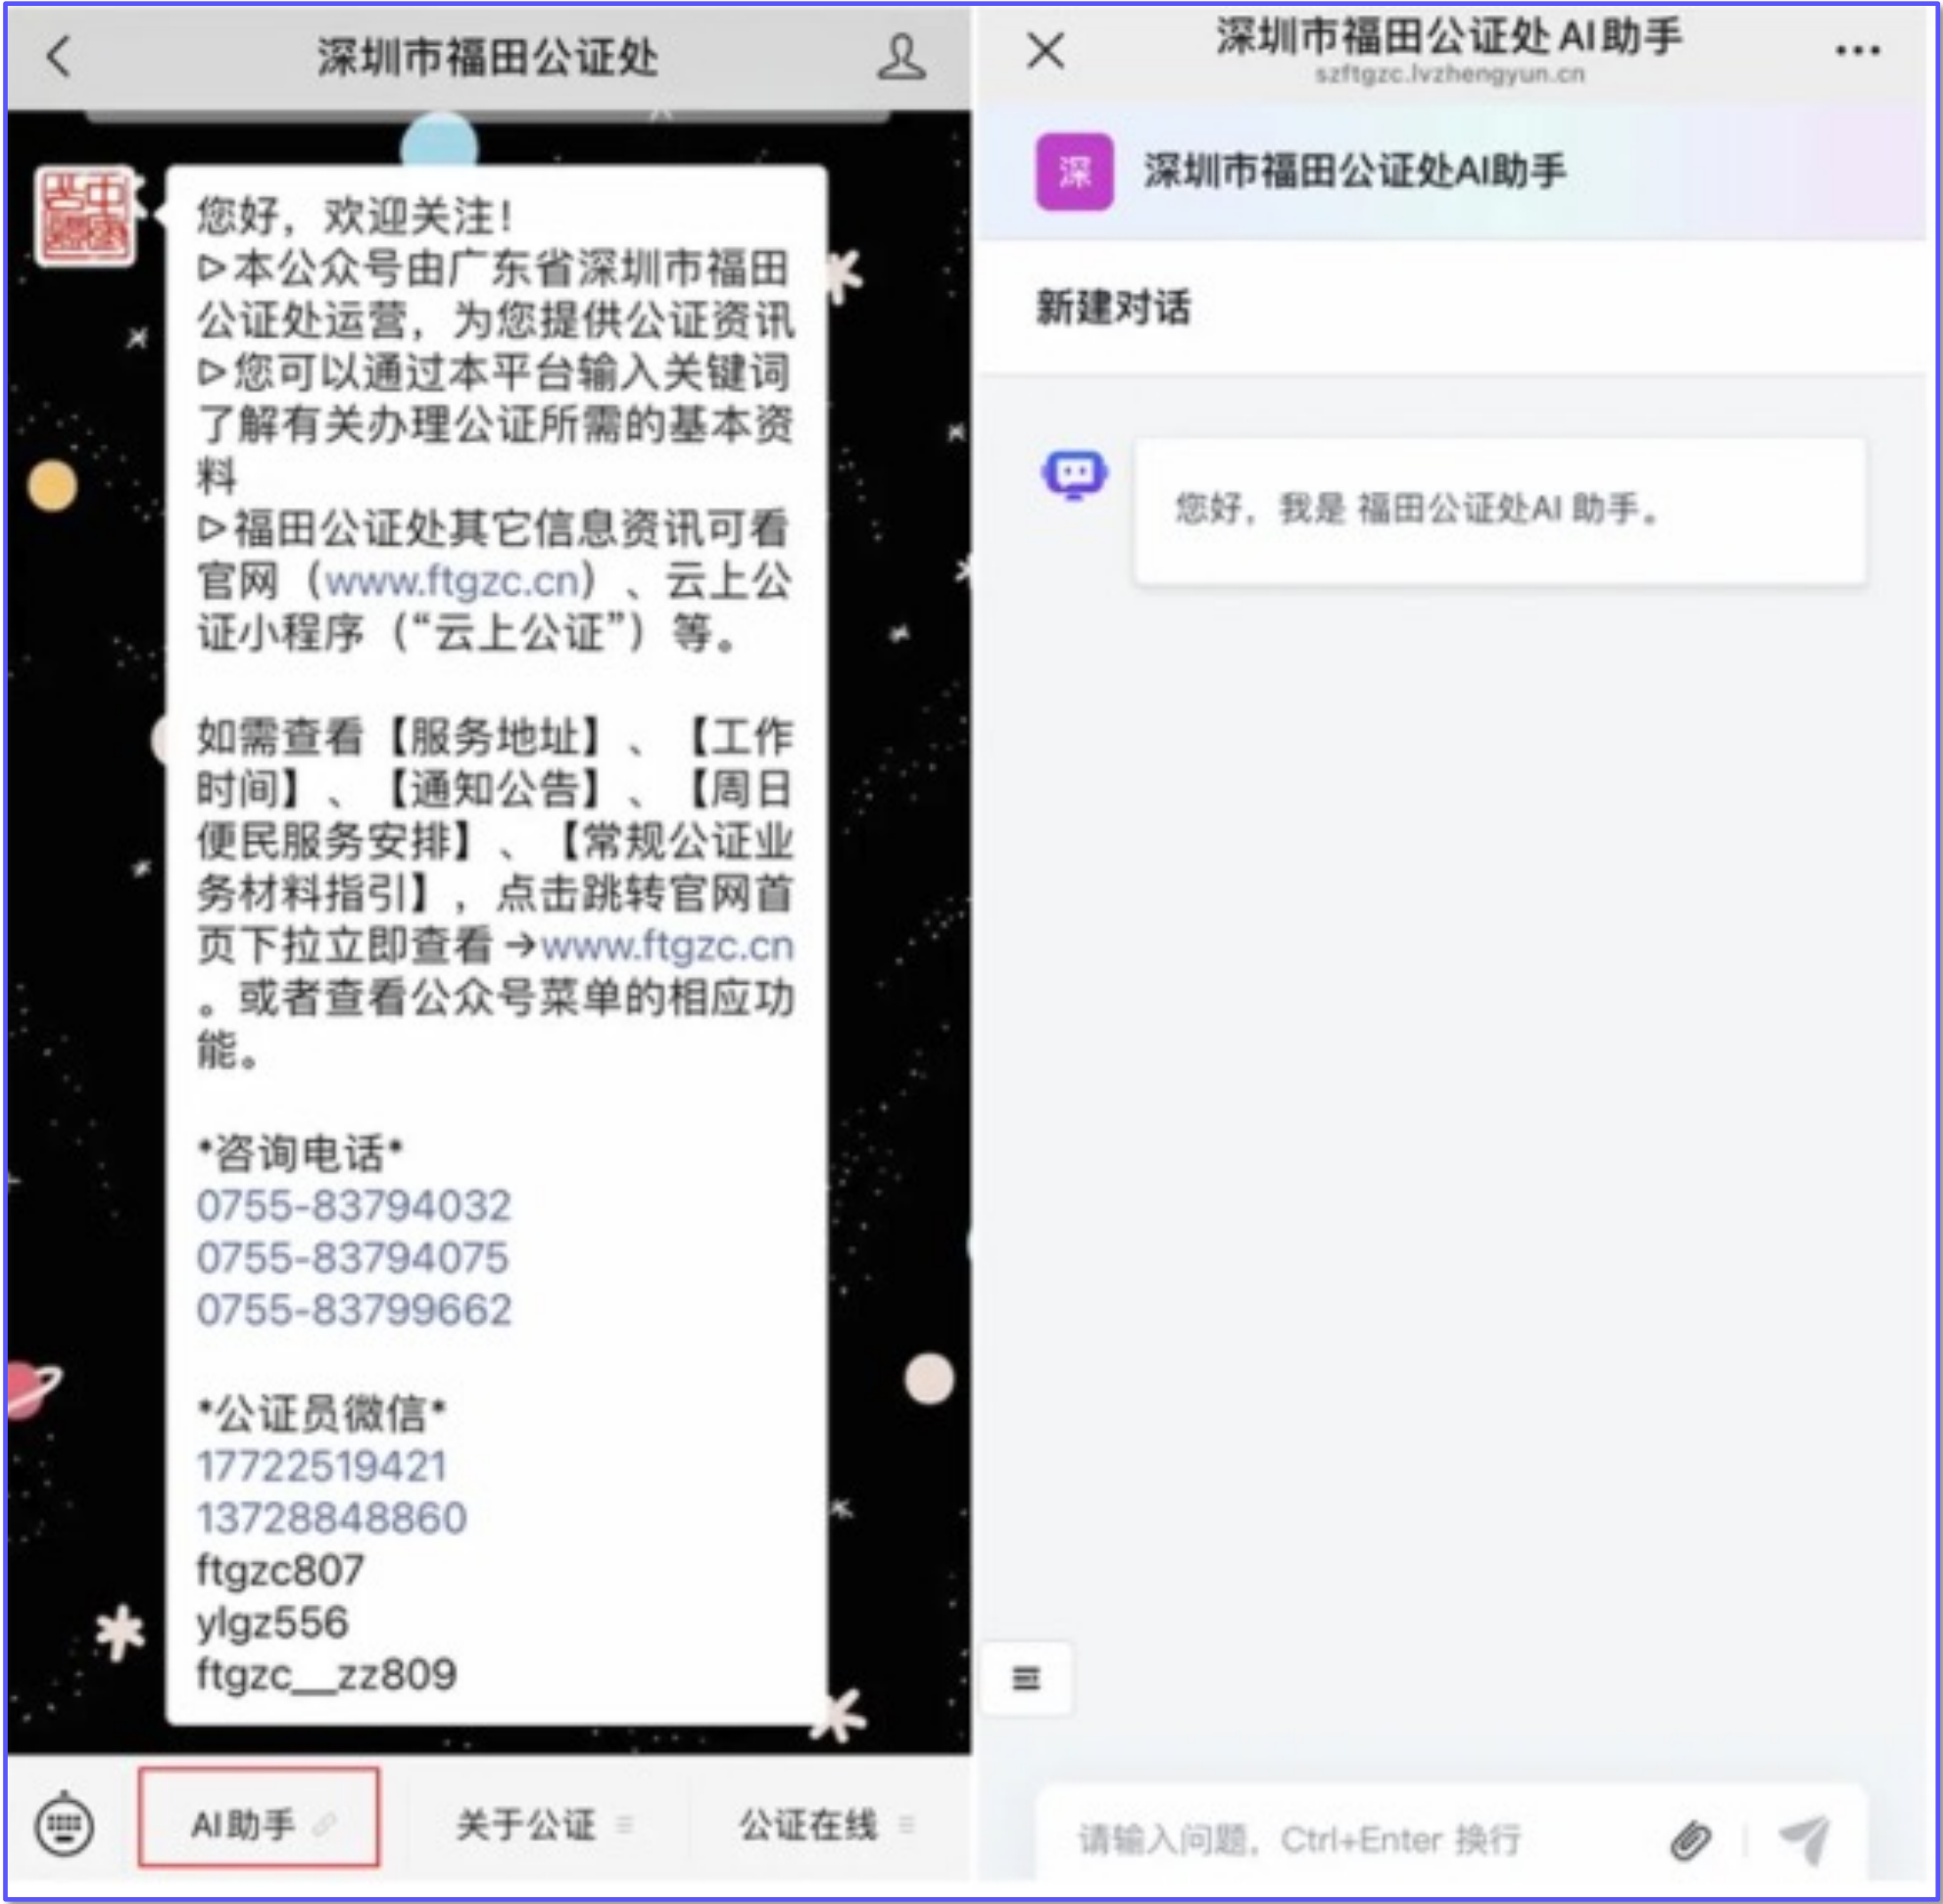 深圳市福田公证处
您好，欢迎关注！
▷本公众号由广东省深圳市福田
公证处运营，为您提供公证资讯
▷您可以通过本平台输入关键词
了解有关办理公证所需的基本资
料
▷福田公证处其它信息资讯可看
官网（www.ftgzc.cn）、云上公
证小程序（“云上公证”）等。
如需查看【服务地址】、【工作
时间】、【通知公告】、【周日
便民服务安排】、【常规公证业
务材料指引】，点击跳转官网首
页下拉立即查看→www.ftgzc.cn
。或者查看公众号菜单的相应功
能。
*咨询电话*
0755-83794032
0755-83794075
0755-83799662
*公证员微信*
17722519421
13728848860
ftgzc807
ylgz556
ftgzc__zz809
AI助手
关于公证
公证在线
深圳市福田公证处 AI助手
szftgzc.lvzhengyun.cn
深
深圳市福田公证处AI助手
新建对话
您好，我是 福田公证处AI 助手。
请输入问题，Ctrl+Enter 换行